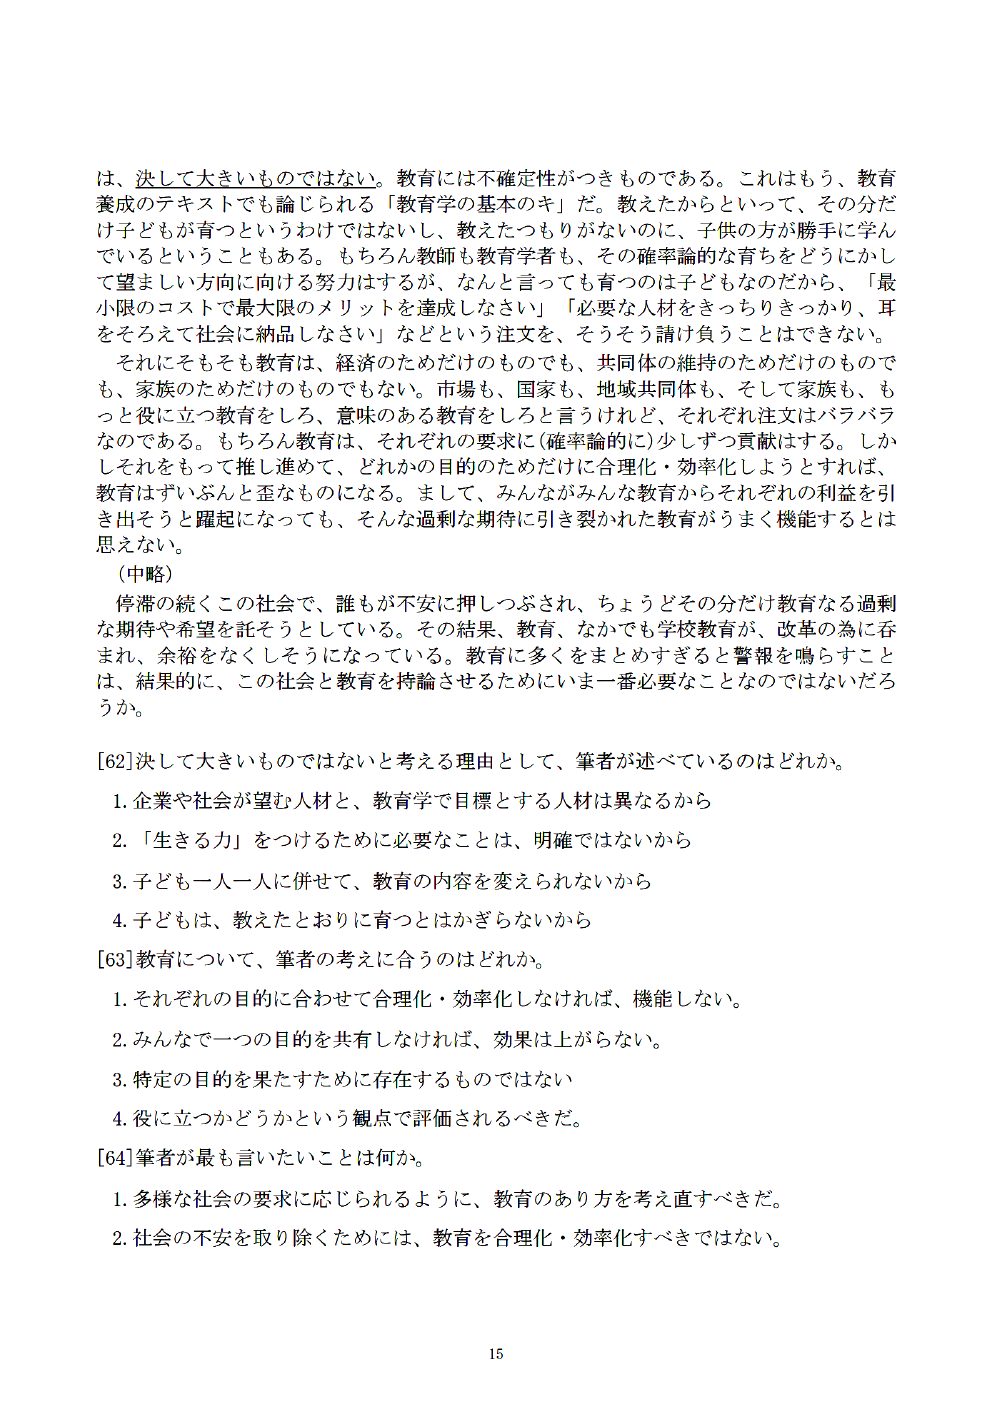 は、決して大きいものではない。教育には不確定性がつきものである。これはもう、教育
養成のテキストでも論じられる「教育学の基本のキ」だ。教えたからといって、その分だ
け子どもが育つというわけではないし、教えたつもりがないのに、子供の方が勝手に学ん
でいるということもある。もちろん教師も教育学者も、その確率論的な育ちをどうにかし
て望ましい方向に向ける努力はするが、なんと言っても育つのは子どもなのだから、「最
小限のコストで最大限のメリットを達成しなさい」「必要な人材をきっちりきっかり、耳
をそろえて社会に納品しなさい」などという注文を、そうそう請け負うことはできない。
それにそもそも教育は、経済のためだけのものでも、共同体の維持のためだけのもので
も、家族のためだけのものでもない。市場も、国家も、地域共同体も、そして家族も、も
っと役に立つ教育をしろ、意味のある教育をしろと言うけれど、それぞれ注文はバラバラ
なのである。もちろん教育は、それぞれの要求に(確率論的に)少しずつ貢献はする。しか
しそれをもって推し進めて、どれかの目的のためだけに合理化・効率化しようとすれば、
教育はずいぶんと歪なものになる。まして、みんながみんな教育からそれぞれの利益を引
き出そうと躍起になっても、そんな過剰な期待に引き裂かれた教育がうまく機能するとは
思えない。
（中略）
停滞の続くこの社会で、誰もが不安に押しつぶされ、ちょうどその分だけ教育なる過剰
な期待や希望を託そうとしている。その結果、教育、なかでも学校教育が、改革の為に呑
まれ、余裕をなくしそうになっている。教育に多くをまとめすぎると警報を鳴らすこと
は、結果的に、この社会と教育を持論させるためにいま一番必要なことなのではないだろ
うか。
[62]決して大きいものではないと考える理由として、筆者が述べているのはどれか。
1.企業や社会が望む人材と、教育学で目標とする人材は異なるから
2.「生きる力」をつけるために必要なことは、明確ではないから
3.子ども一人一人に併せて、教育の内容を変えられないから
4.子どもは、教えたとおりに育つとはかぎらないから
[63]教育について、筆者の考えに合うのはどれか。
1.それぞれの目的に合わせて合理化・効率化しなければ、機能しない。
2.みんなで一つの目的を共有しなければ、効果は上がらない。
3.特定の目的を果たすために存在するものではない
4.役に立つかどうかという観点で評価されるべきだ。
[64]筆者が最も言いたいことは何か。
1.多様な社会の要求に応じられるように、教育のあり方を考え直すべきだ。
2.社会の不安を取り除くためには、教育を合理化・効率化すべきではない。
15